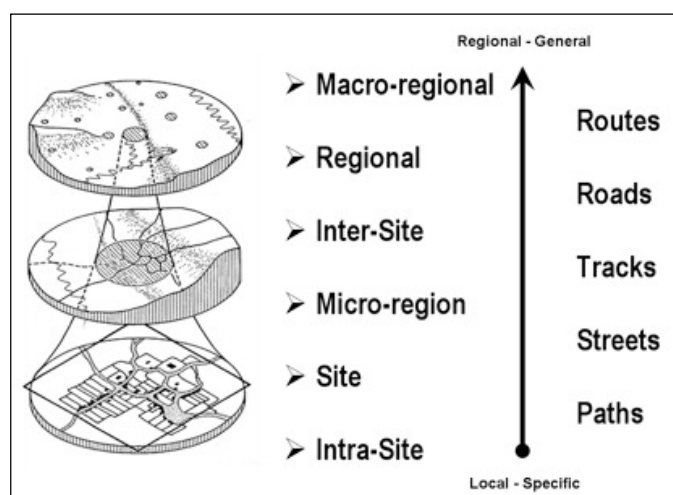 Regional - General
➢ Macro-regional
Routes
➢ Regional
Roads
➢ Inter-Site
Tracks
➢ Micro-region
Streets
➢ Site
Paths
➢ Intra-Site
Local - Specific